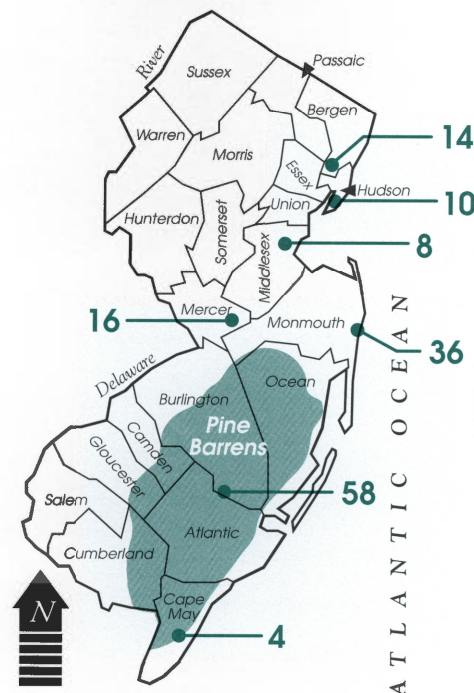 Passaic
River
Sussex
Bergen
Warren
Morris
14
Essex
Hudson
10
Union
Hunterdon
Somerset
Middlesex
8
Mercer
16
Monmouth
36
Delaware
Ocean
Burlington
Pine
Barrens
Camden
Gloucester
58
Salem
Atlantic
Cumberland
Cape
May
4
N
ATLANTIC OCEAN